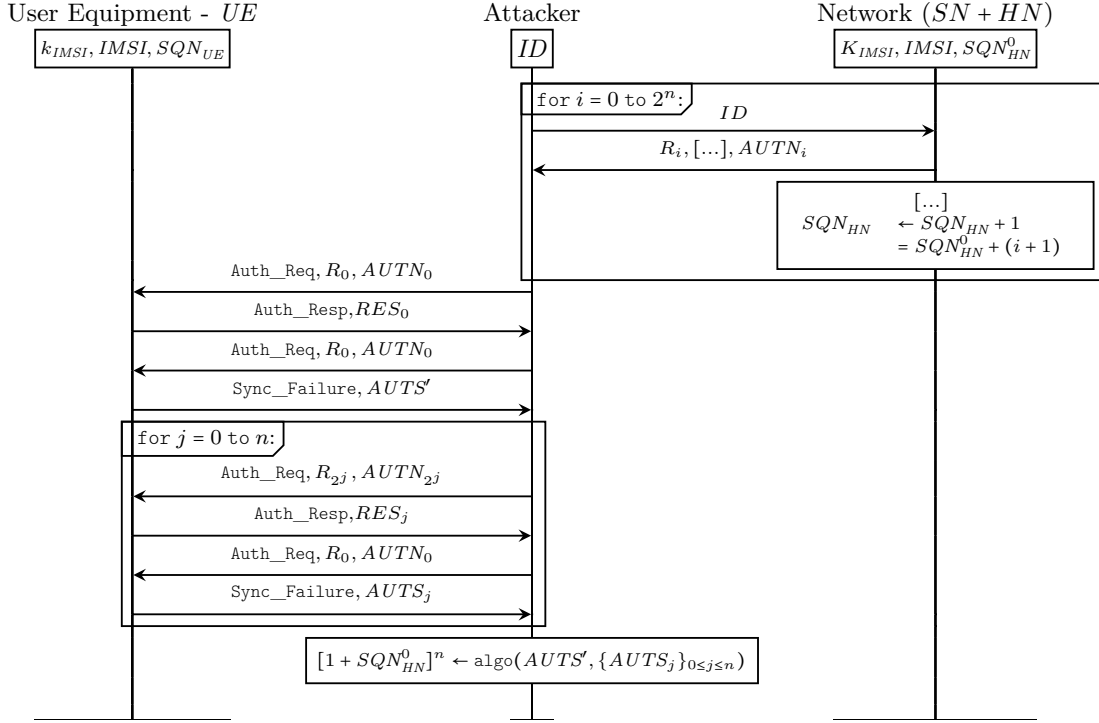 User Equipment - UE Attacker Network (SN + HN)
k_IMSI, IMSI, SQN_UE ID K_IMSI, IMSI, SQN^0_HN
for i = 0 to 2^n:
ID
R_i, [...], AUTN_i
[...]
SQN_HN ← SQN_HN + 1
= SQN^0_HN + (i + 1)
Auth_Req, R_0, AUTN_0
Auth_Resp, RES_0
Auth_Req, R_0, AUTN_0
Sync_Failure, AUTS′
for j = 0 to n:
Auth_Req, R_2^j, AUTN_2^j
Auth_Resp, RES_j
Auth_Req, R_0, AUTN_0
Sync_Failure, AUTS_j
[1 + SQN^0_HN]^n ← algo(AUTS′, {AUTS_j}_0≤j≤n)